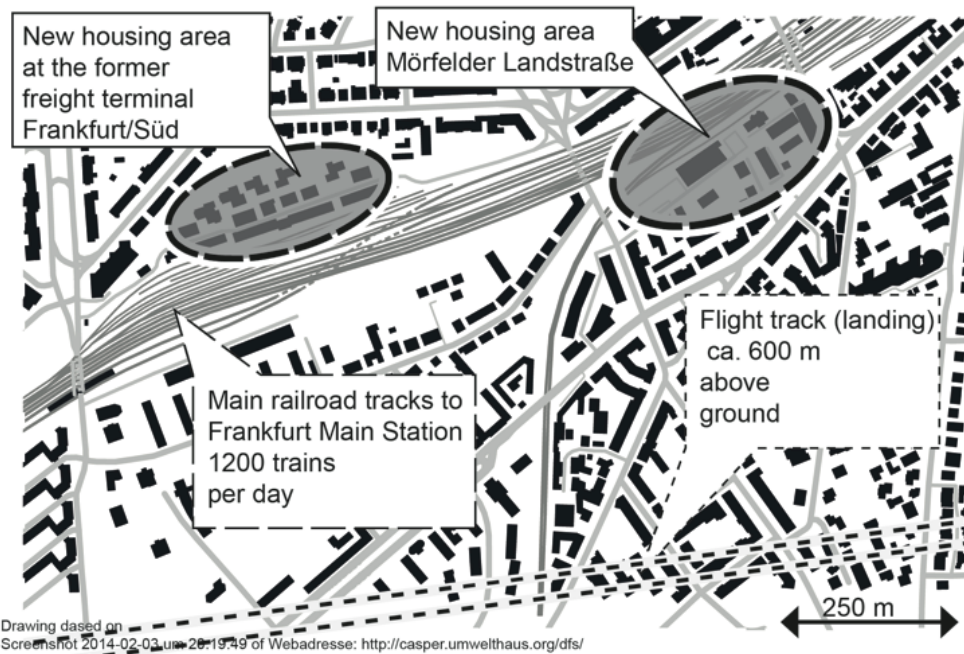 New housing area
at the former
freight terminal
Frankfurt/Süd
New housing area
Mörfelder Landstraße
Flight track (landing)
ca. 600 m
above
ground
Main railroad tracks to
Frankfurt Main Station
1200 trains
per day
250 m
Drawing dased on
Screenshot 2014-02-03 um 20.19.49 of Webadresse: http://casper.umwelthaus.org/dfs/